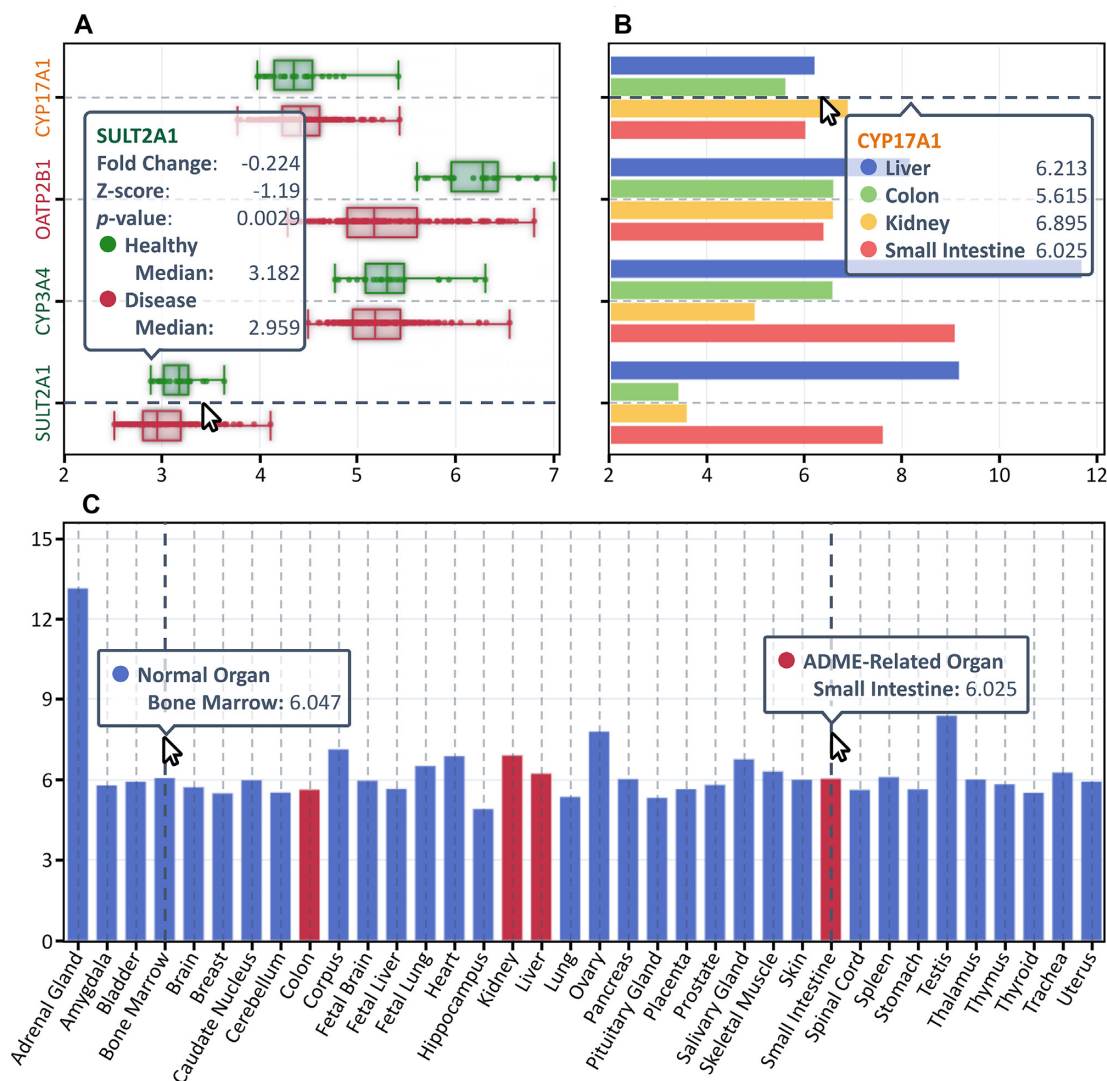 A
CYP17A1
OATP2B1
CYP3A4
SULT2A1
SULT2A1
Fold Change: -0.224
Z-score: -1.19
p-value: 0.0029
Healthy
Median: 3.182
Disease
Median: 2.959
2 3 4 5 6 7
B
CYP17A1
Liver 6.213
Colon 5.615
Kidney 6.895
Small Intestine 6.025
2 4 6 8 10 12
C
15
12
9
6
3
0
Normal Organ
Bone Marrow: 6.047
ADME-Related Organ
Small Intestine: 6.025
Adrenal Gland
Amygdala
Bladder
Bone Marrow
Brain
Breast
Caudate Nucleus
Cerebellum
Colon
Corpus
Fetal Brain
Fetal Liver
Fetal Lung
Heart
Hippocampus
Kidney
Liver
Lung
Ovary
Pancreas
Pituitary Gland
Placenta
Prostate
Salivary Gland
Skeletal Muscle
Skin
Small Intestine
Spinal Cord
Spleen
Stomach
Testis
Thalamus
Thymus
Thyroid
Trachea
Uterus